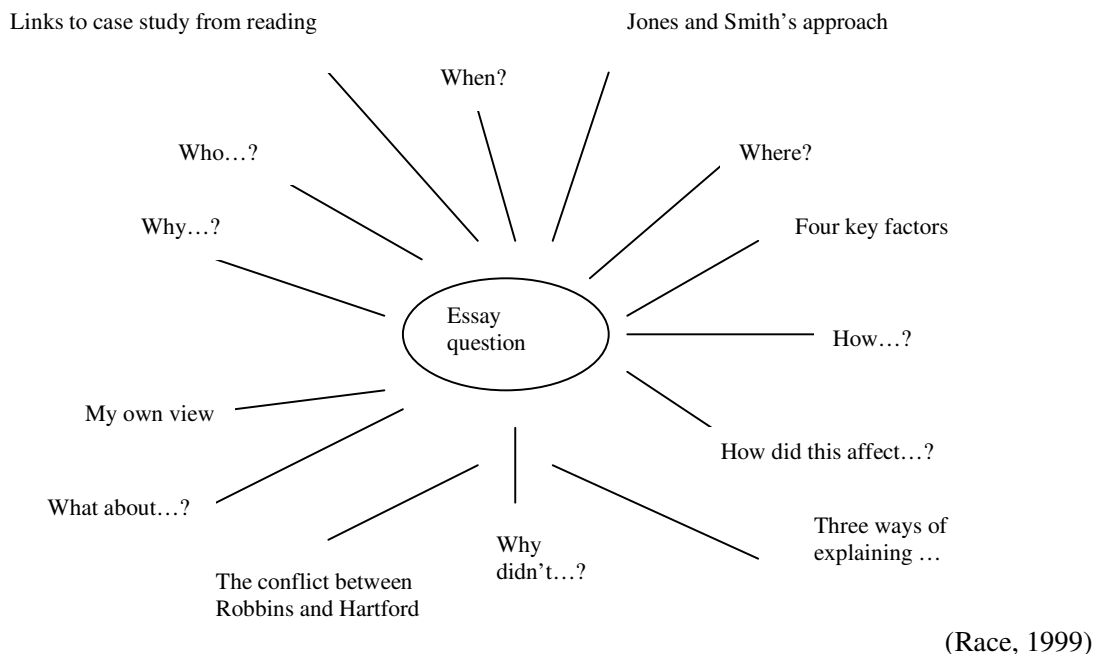 Links to case study from reading
Jones and Smith's approach
When?
Who…?
Where?
Why…?
Four key factors
Essay
question
How…?
My own view
How did this affect…?
What about…?
Three ways of
explaining …
Why
didn't…?
The conflict between
Robbins and Hartford
(Race, 1999)